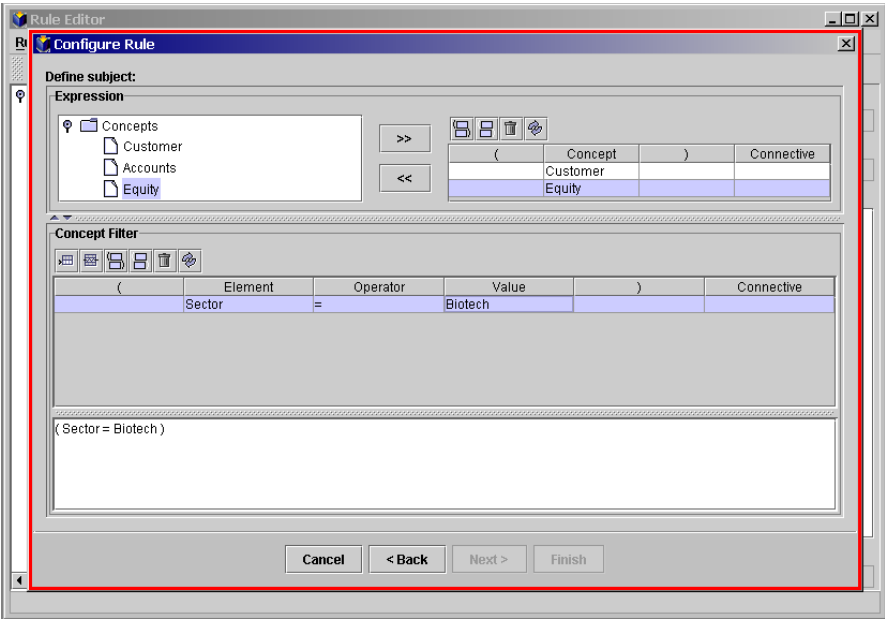 Rule Editor
Configure Rule
Define subject:
Expression
Concepts
Customer
Accounts
Equity
>>
<<
( Concept ) Connective
Customer
Equity
Concept Filter
( Element Operator Value ) Connective
Sector = Biotech
( Sector = Biotech )
Cancel < Back Next > Finish